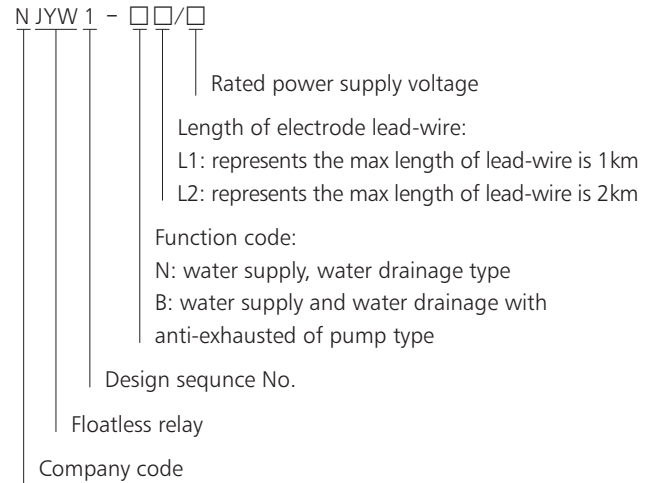 N JYW 1 - □ □/□
Rated power supply voltage
Length of electrode lead-wire:
L1: represents the max length of lead-wire is 1km
L2: represents the max length of lead-wire is 2km
Function code:
N: water supply, water drainage type
B: water supply and water drainage with
anti-exhausted of pump type
Design sequnce No.
Floatless relay
Company code